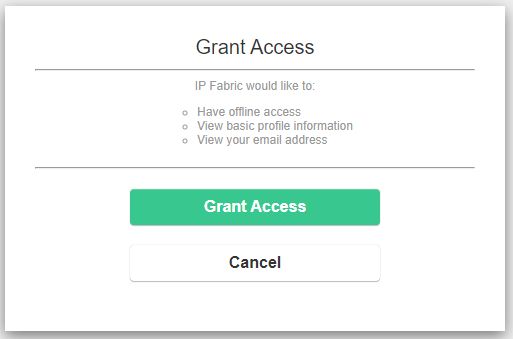 Grant Access
IP Fabric would like to:
Have offline access
View basic profile information
View your email address
Grant Access
Cancel